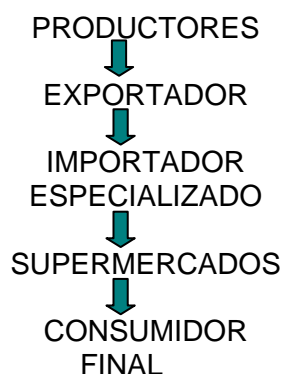 PRODUCTORES
EXPORTADOR
IMPORTADOR
ESPECIALIZADO
SUPERMERCADOS
CONSUMIDOR
FINAL